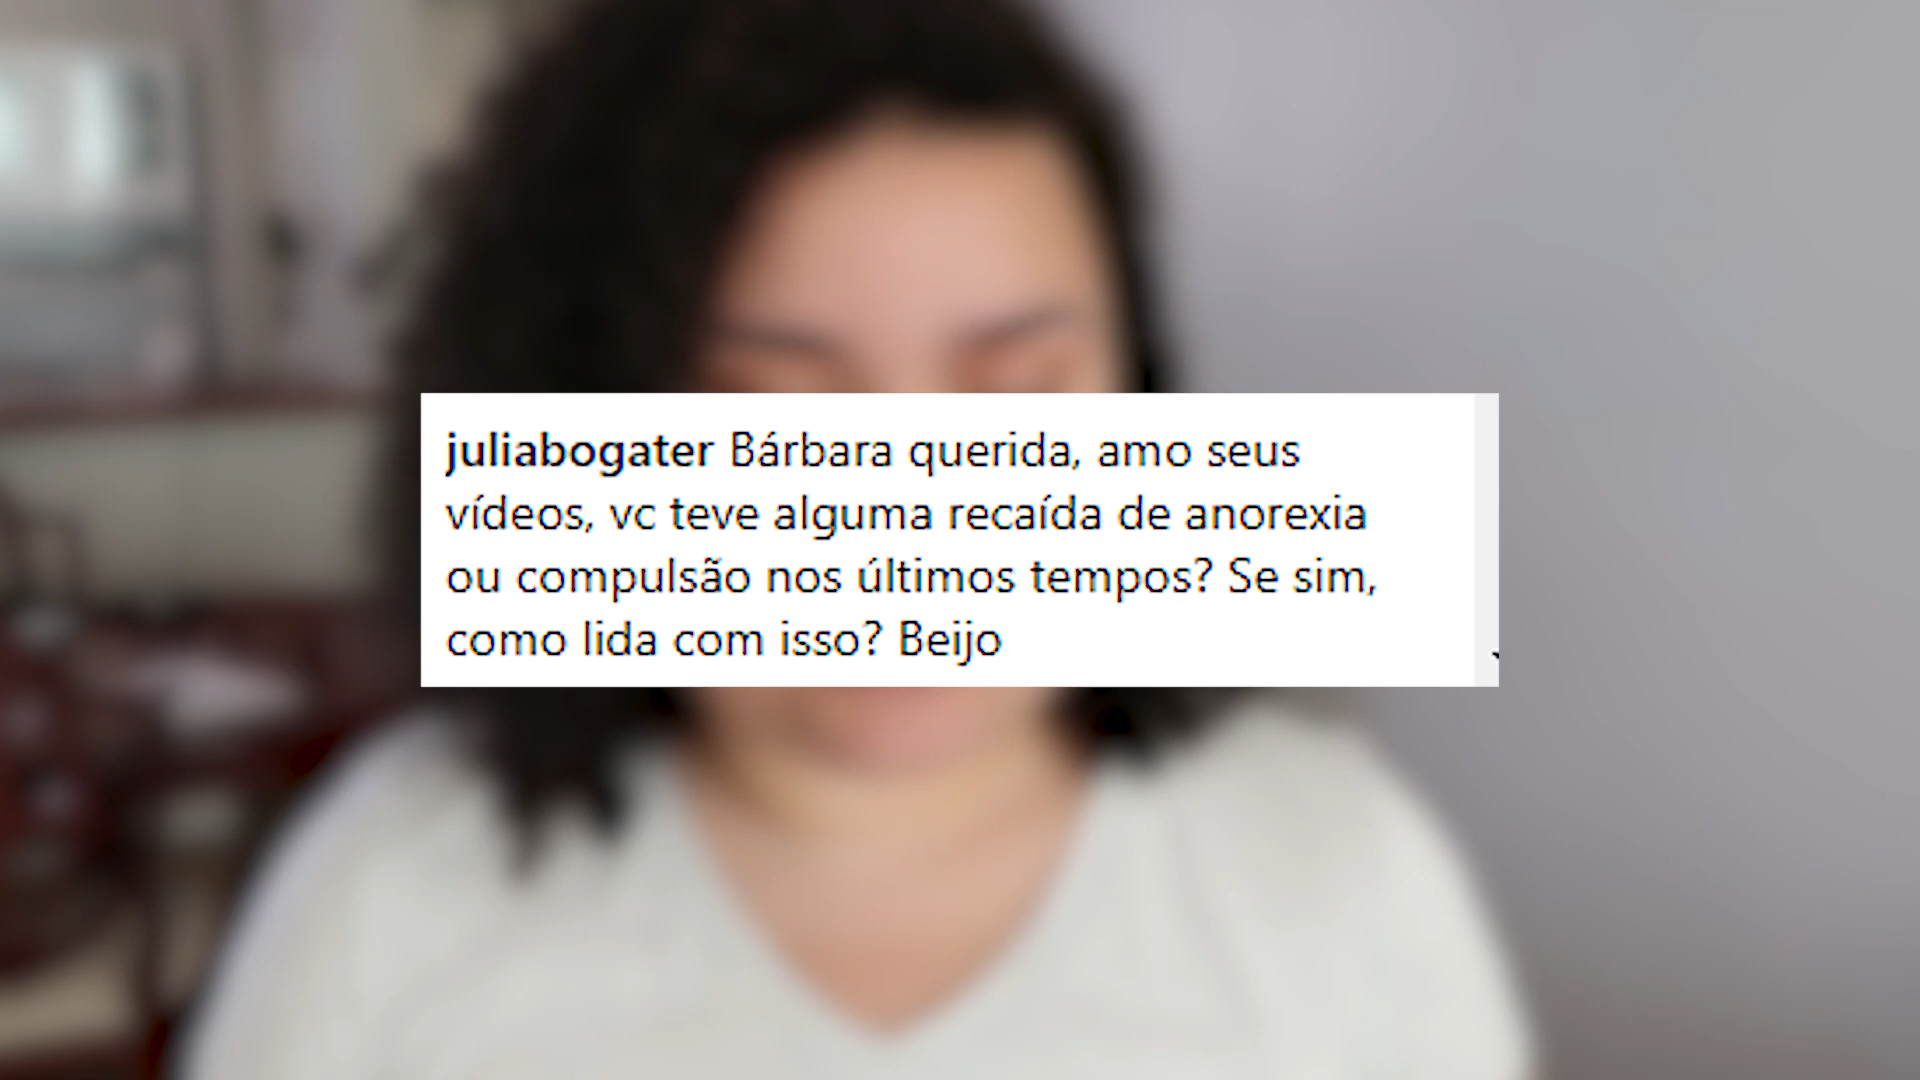 juliabogater Bárbara querida, amo seus
vídeos, vc teve alguma recaída de anorexia
ou compulsão nos últimos tempos? Se sim,
como lida com isso? Beijo